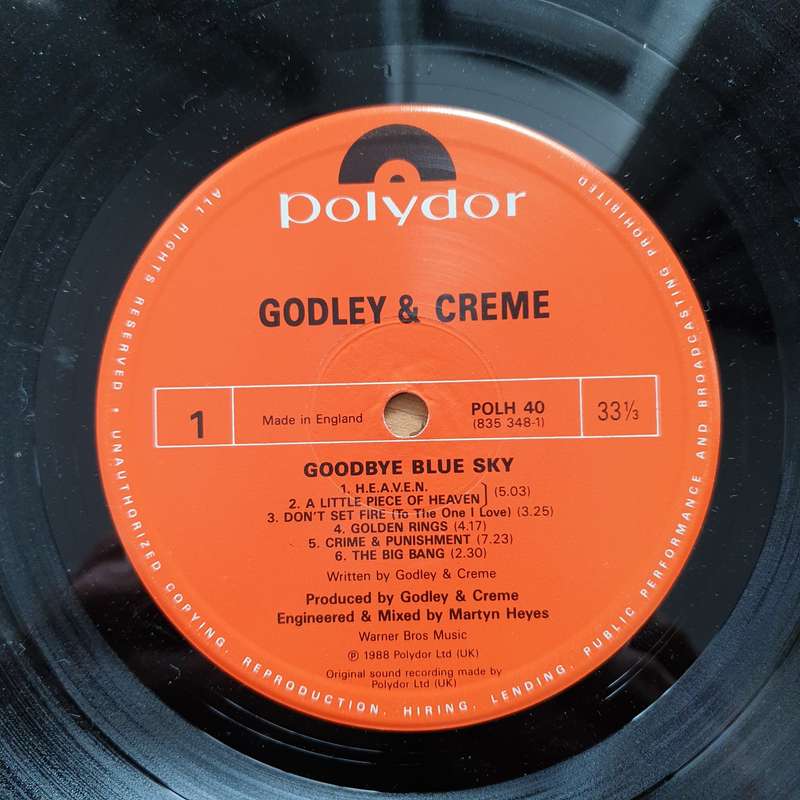 polydor
GODLEY & CREME
1
Made in England
POLH 40
(835 348-1)
33⅓
GOODBYE BLUE SKY
1. H.E.A.V.E.N.
2. A LITTLE PIECE OF HEAVEN } (5.03)
3. DON'T SET FIRE (To The One I Love) (3.25)
4. GOLDEN RINGS (4.17)
5. CRIME & PUNISHMENT (7.23)
6. THE BIG BANG (2.30)
Written by Godley & Creme
Produced by Godley & Creme
Engineered & Mixed by Martyn Heyes
Warner Bros Music
℗ 1988 Polydor Ltd (UK)
Original sound recording made by
Polydor Ltd (UK)
ALL RIGHTS RESERVED. UNAUTHORIZED COPYING, REPRODUCTION, HIRING, LENDING, PUBLIC PERFORMANCE AND BROADCASTING PROHIBITED